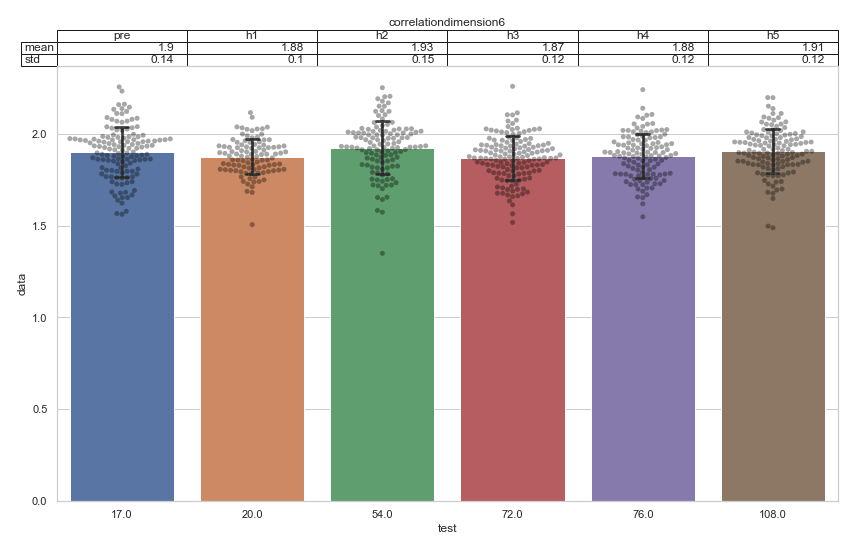 correlationdimension6
pre h1 h2 h3 h4 h5
mean 1.9 1.88 1.93 1.87 1.88 1.91
std 0.14 0.1 0.15 0.12 0.12 0.12
2.0
1.5
1.0
0.5
0.0
data
17.0 20.0 54.0 72.0 76.0 108.0
test